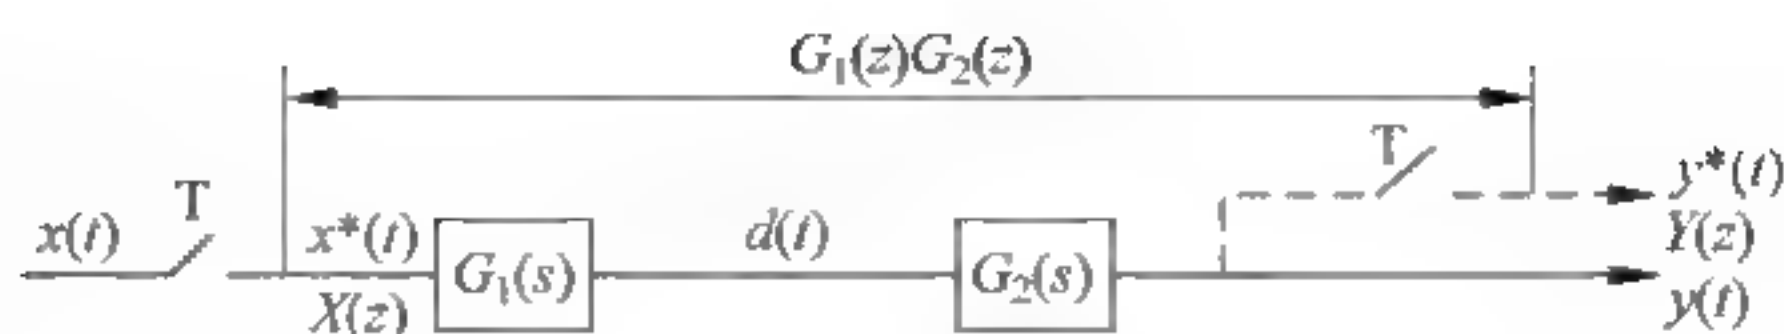 G₁(z)G₂(z)
T
y*(t)
T
x(t)
x*(t)
d(t)
Y(z)
G₁(s)
G₂(s)
X(z)
y(t)